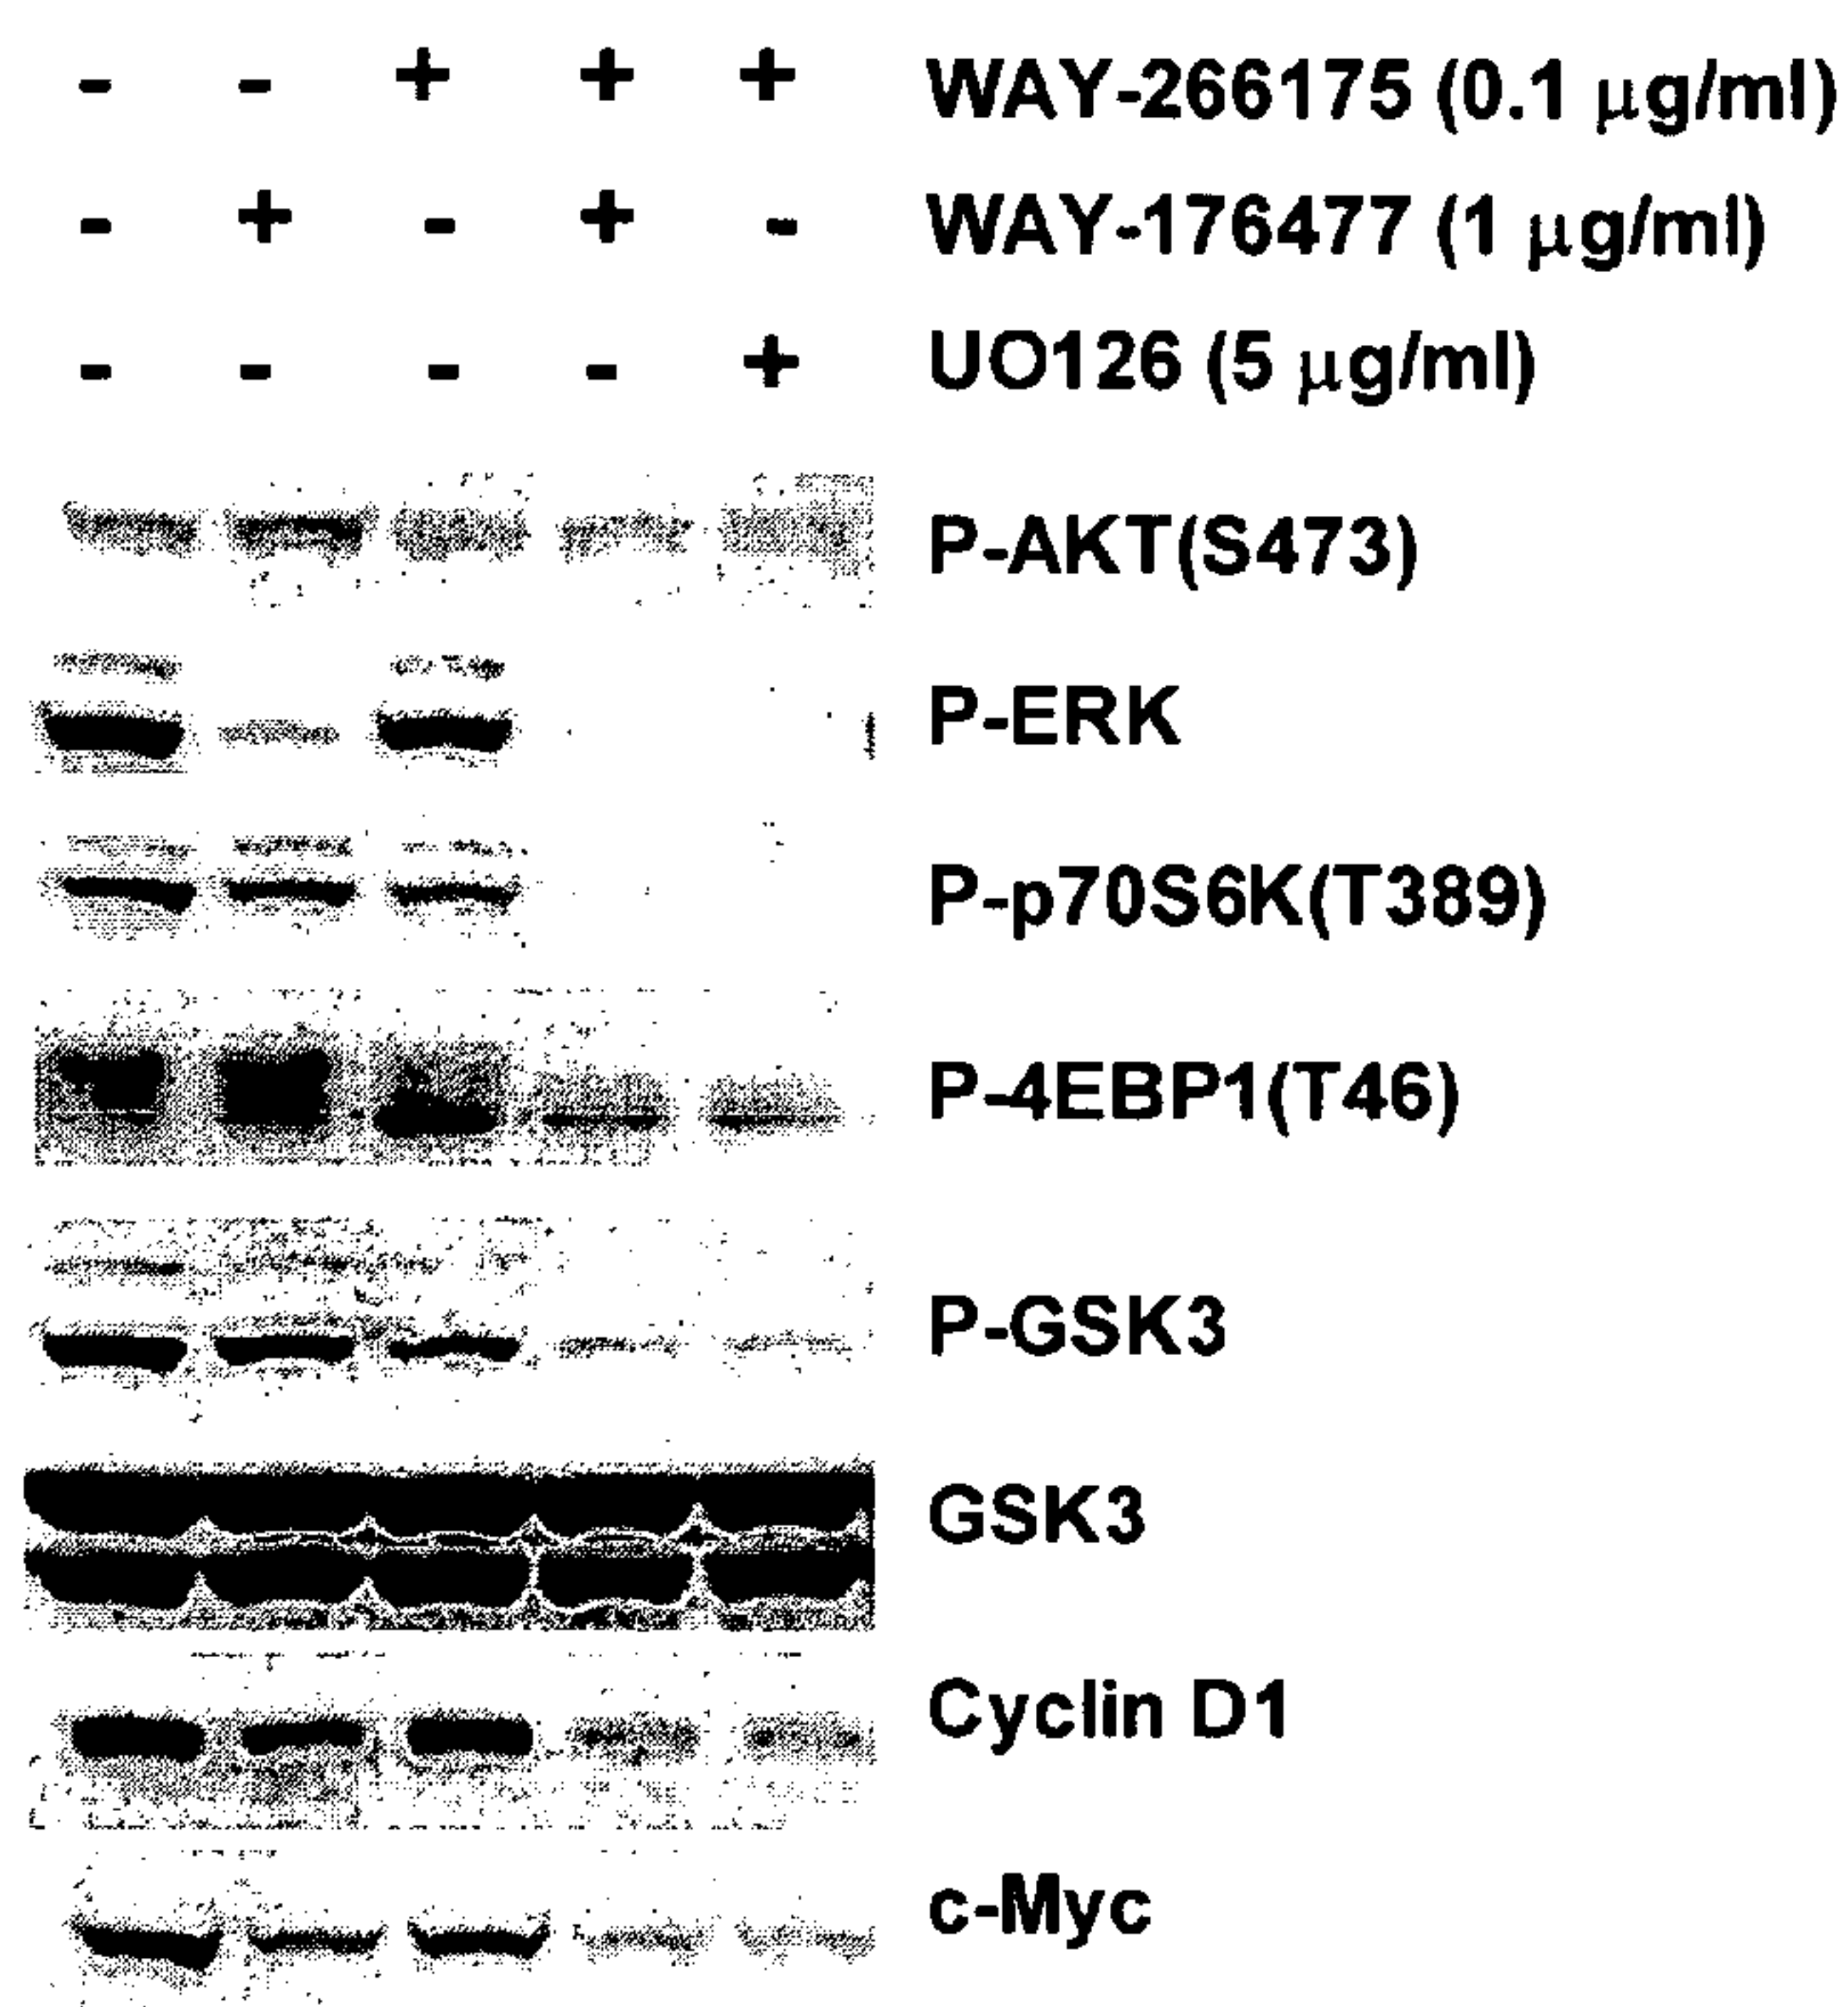 - - + + + WAY-266175 (0.1 μg/ml)
- + - + - WAY-176477 (1 μg/ml)
- - - - + UO126 (5 μg/ml)
P-AKT(S473)
P-ERK
P-p70S6K(T389)
P-4EBP1(T46)
P-GSK3
GSK3
Cyclin D1
c-Myc